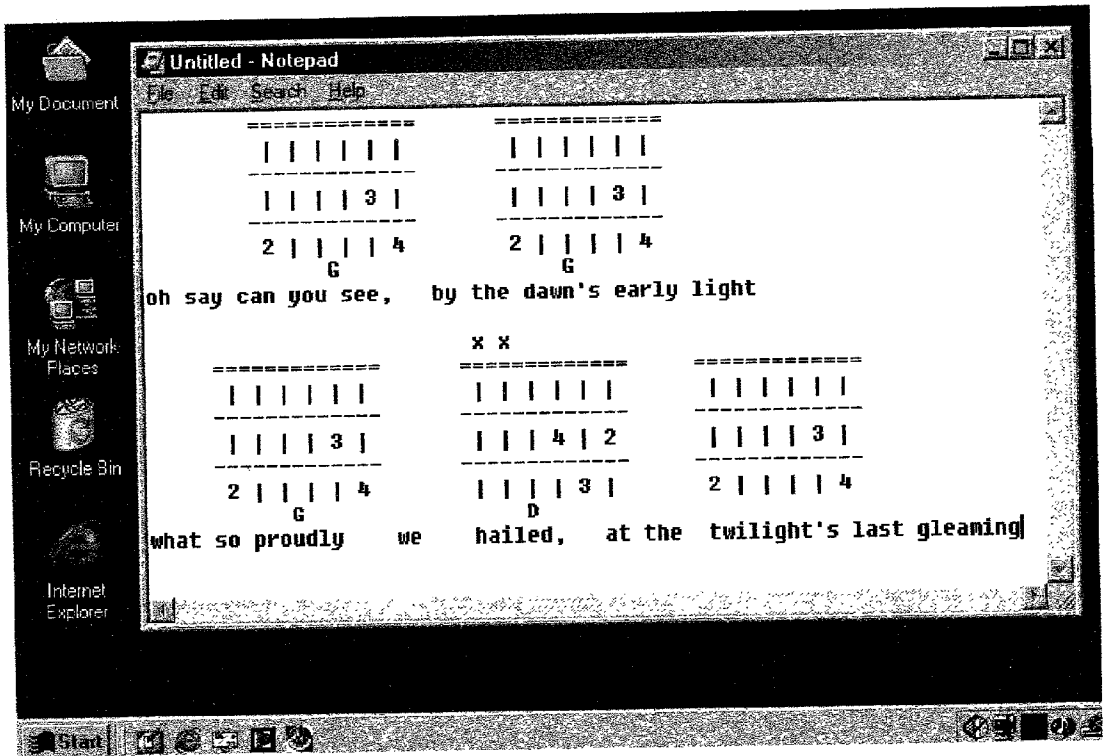 Untitled - Notepad
File Edit Search Help
============= =============
| | | | | | | | | | | |
------------- -------------
| | | | 3 | | | | | 3 |
------------- -------------
2 | | | | 4 2 | | | | 4
G G
oh say can you see, by the dawn's early light
x x
============= ============= =============
| | | | | | | | | | | | | | | | | |
------------- ------------- -------------
| | | | 3 | | | | 4 | 2 | | | | 3 |
------------- ------------- -------------
2 | | | | 4 | | | | 3 | 2 | | | | 4
G D
what so proudly we hailed, at the twilight's last gleaming
My Document
My Computer
My Network
Places
Recycle Bin
Internet
Explorer
Start